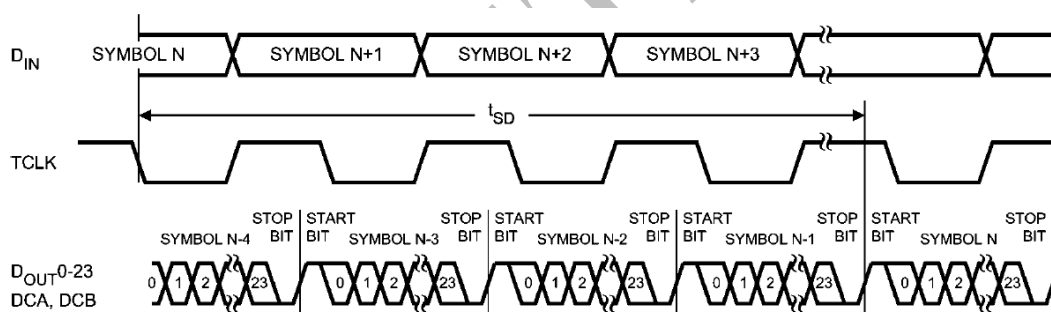 D_IN SYMBOL N SYMBOL N+1 SYMBOL N+2 SYMBOL N+3
t_SD
TCLK
STOP BIT START BIT STOP BIT START BIT STOP BIT START BIT STOP BIT START BIT STOP BIT
SYMBOL N-4 SYMBOL N-3 SYMBOL N-2 SYMBOL N-1 SYMBOL N
D_OUT0-23 0 1 2 23 0 1 2 23 0 1 2 23 0 1 2 23 0 1 2 23
DCA, DCB